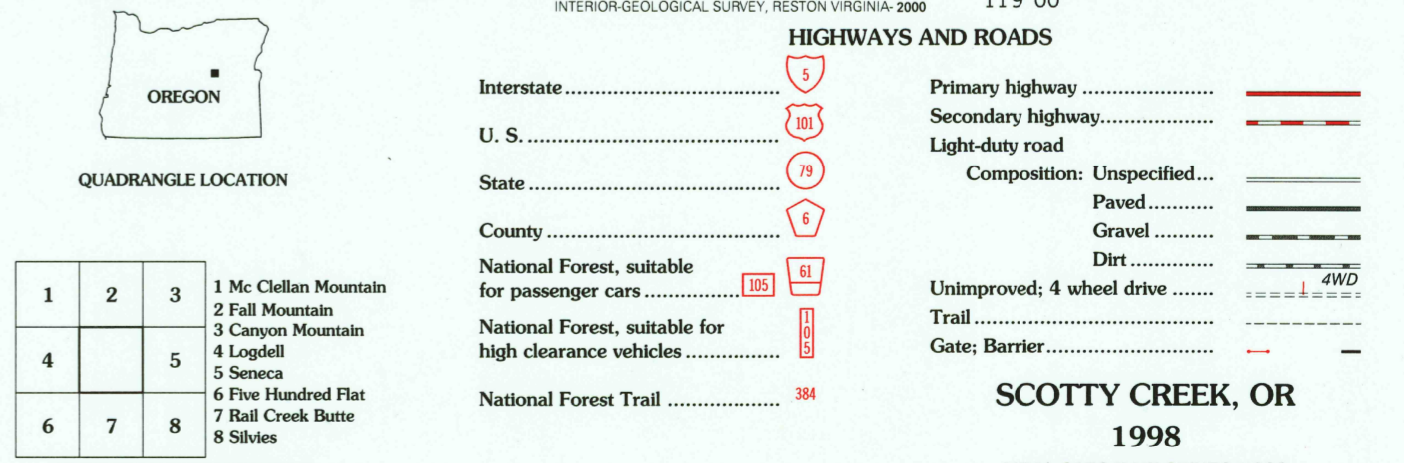 INTERIOR-GEOLOGICAL SURVEY, RESTON VIRGINIA- 2000
119 00
OREGON
QUADRANGLE LOCATION
1 2 3
4 5
6 7 8
1 Mc Clellan Mountain
2 Fall Mountain
3 Canyon Mountain
4 Logdell
5 Seneca
6 Five Hundred Flat
7 Rail Creek Butte
8 Silvies
HIGHWAYS AND ROADS
Interstate ........ 5
U. S. ........ 101
State ........ 79
County ........ 6
National Forest, suitable
for passenger cars ........ 105 61
National Forest, suitable for
high clearance vehicles ........ 105
National Forest Trail ........ 384
Primary highway ........
Secondary highway........
Light-duty road
Composition: Unspecified...
Paved..........
Gravel .........
Dirt..............
Unimproved; 4 wheel drive ...... 4WD
Trail........
Gate; Barrier........
SCOTTY CREEK, OR
1998